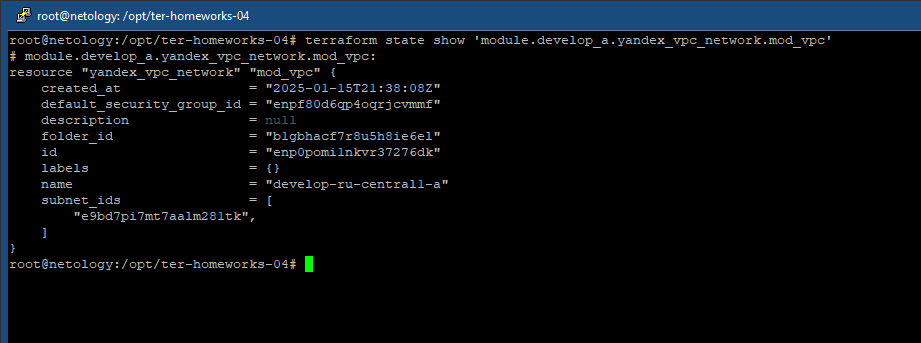 root@netology: /opt/ter-homeworks-04
root@netology:/opt/ter-homeworks-04# terraform state show 'module.develop_a.yandex_vpc_network.mod_vpc'
# module.develop_a.yandex_vpc_network.mod_vpc:
resource "yandex_vpc_network" "mod_vpc" {
    created_at                = "2025-01-15T21:38:08Z"
    default_security_group_id = "enpf80d6qp4oqrjcvmmf"
    description               = null
    folder_id                 = "b1gbhacf7r8u5h8ie6el"
    id                        = "enp0pomi1nkvr37276dk"
    labels                    = {}
    name                      = "develop-ru-central1-a"
    subnet_ids                = [
        "e9bd7pi7mt7aalm281tk",
    ]
}
root@netology:/opt/ter-homeworks-04#